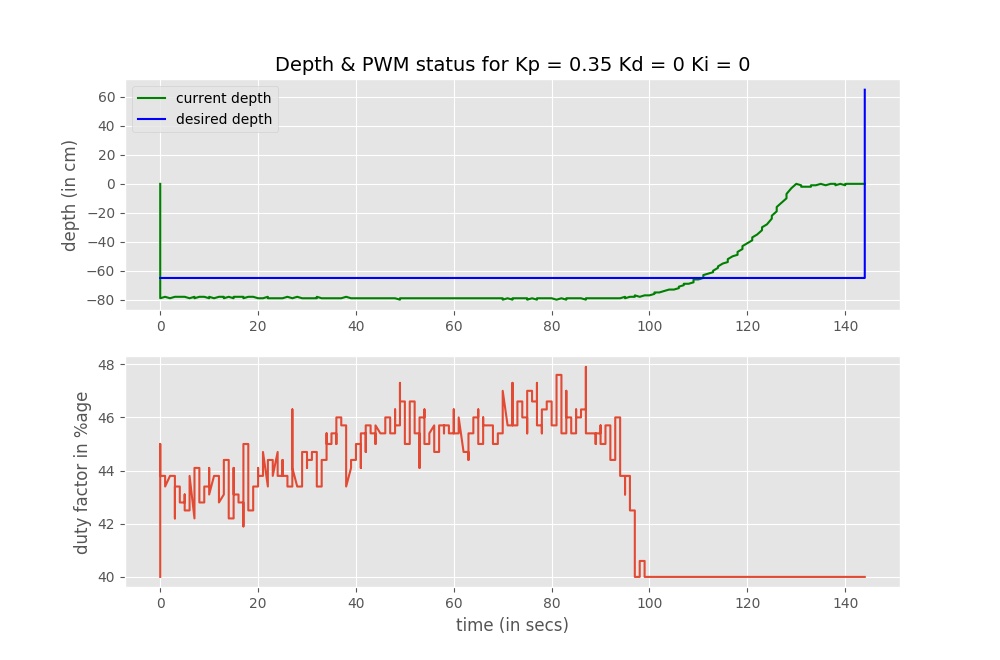 Depth & PWM status for Kp = 0.35 Kd = 0 Ki = 0
current depth
desired depth
depth (in cm)
60
40
20
0
−20
−40
−60
−80
0 20 40 60 80 100 120 140
duty factor in %age
48
46
44
42
40
0 20 40 60 80 100 120 140
time (in secs)